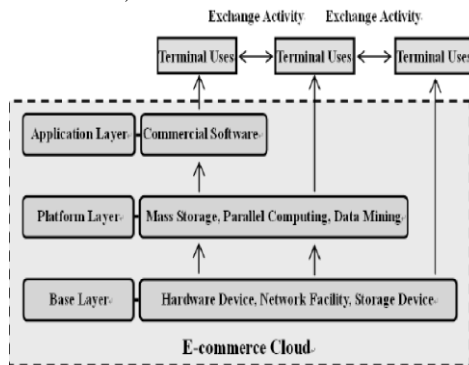 Exchange Activity Exchange Activity
Terminal Uses Terminal Uses Terminal Uses
Application Layer Commercial Software
Platform Layer Mass Storage, Parallel Computing, Data Mining
Base Layer Hardware Device, Network Facility, Storage Device
E-commerce Cloud